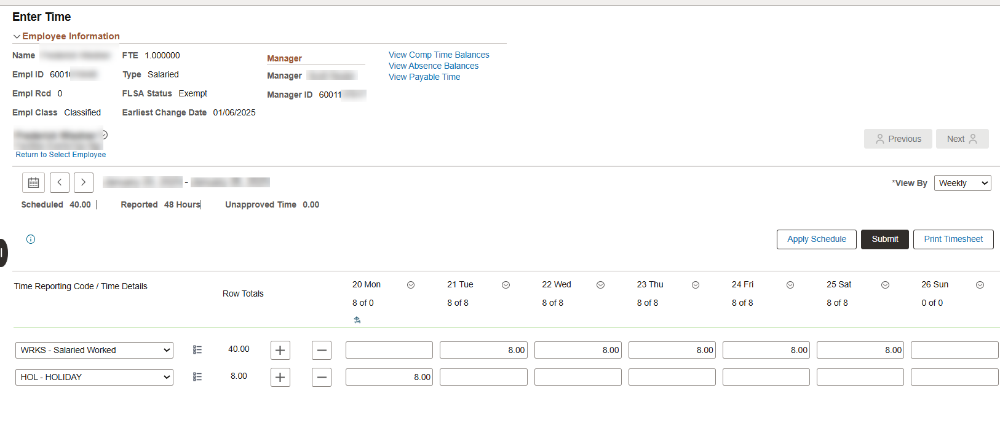 Enter Time
Employee Information
Name
FTE 1.000000
Manager
View Comp Time Balances
View Absence Balances
View Payable Time
Empl ID 6001
Type Salaried
Manager
Empl Rcd 0
FLSA Status Exempt
Manager ID 60011
Empl Class Classified
Earliest Change Date 01/06/2025
Previous
Next
Return to Select Employee
-
*View By Weekly
Scheduled 40.00 | Reported 48 Hours| Unapproved Time 0.00
Apply Schedule Submit Print Timesheet
Time Reporting Code / Time Details
Row Totals
20 Mon 21 Tue 22 Wed 23 Thu 24 Fri 25 Sat 26 Sun
8 of 0 8 of 8 8 of 8 8 of 8 8 of 8 8 of 8 0 of 0
WRKS - Salaried Worked 40.00 8.00 8.00 8.00 8.00 8.00
HOL - HOLIDAY 8.00 8.00